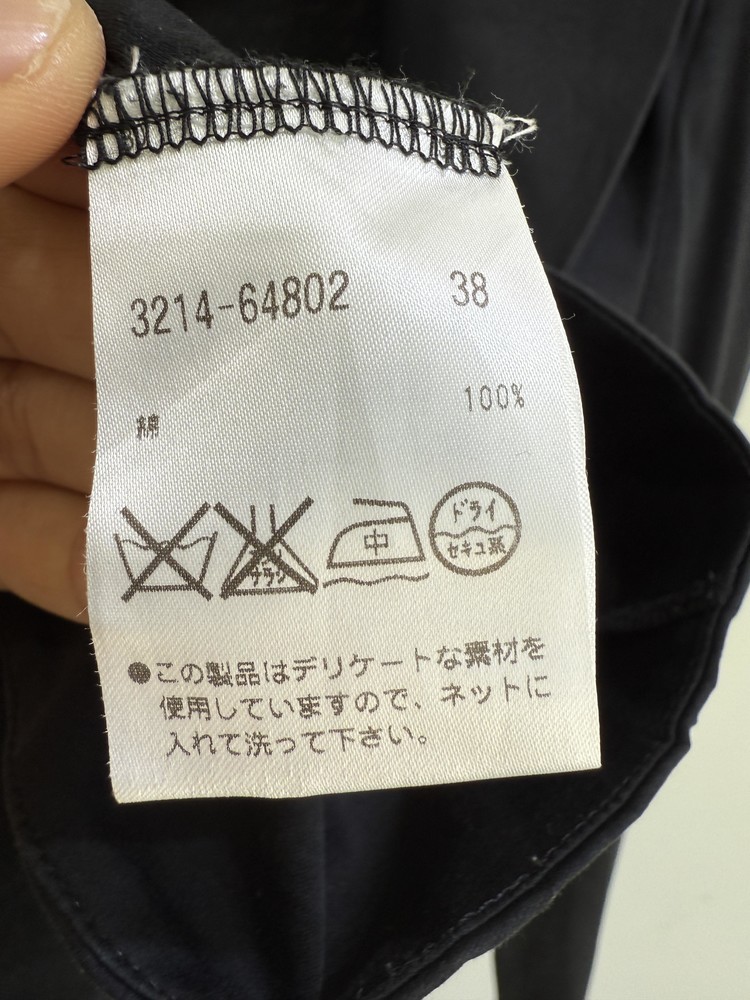 3214-64802 38
綿 100%
中
ドライ
セキユ系
●この製品はデリケートな素材を
使用していますので、ネットに
入れて洗って下さい。